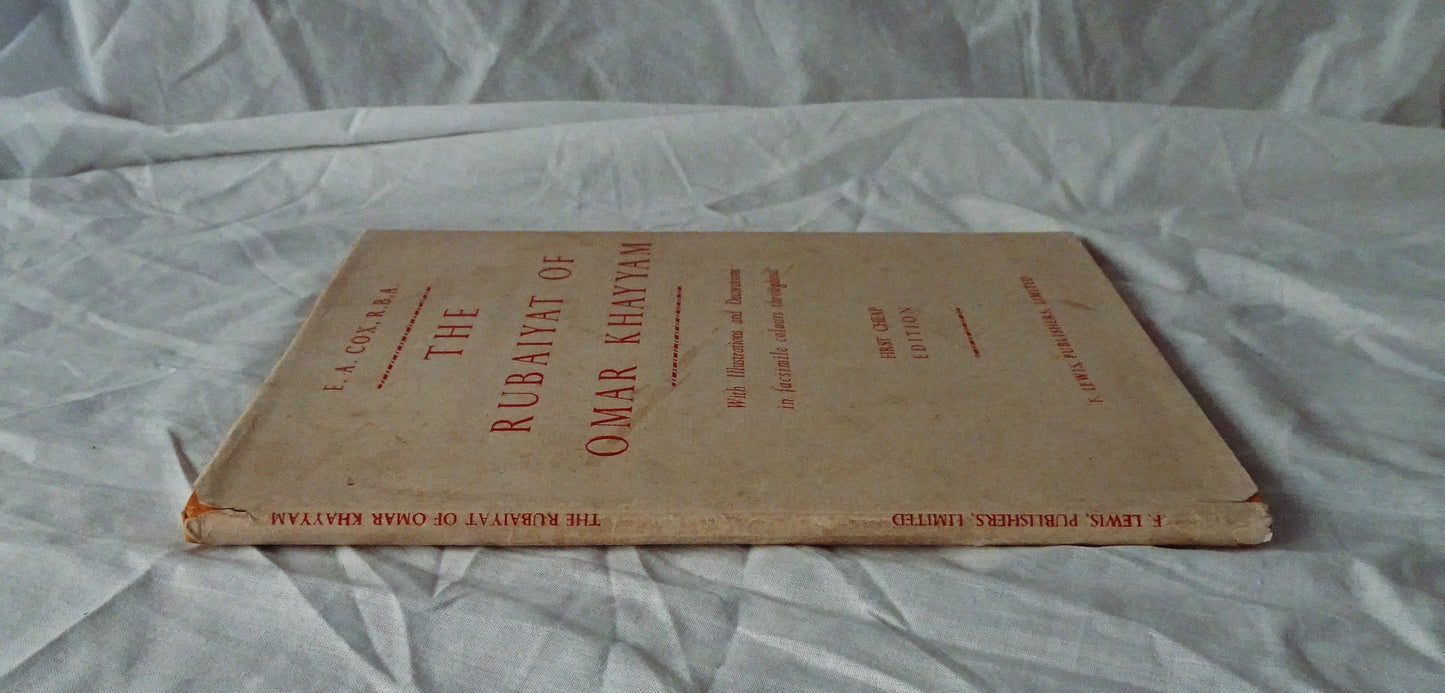 E. A. COX, R.B.A
THE
RUBAIYAT OF
OMAR KHAYYAM
With Illustrations and Decorations
in facsimile colours throughout
FIRST CHEAP
EDITION
F. LEWIS, PUBLISHERS, LIMITED
THE RUBAIYAT OF OMAR KHAYYAM
F. LEWIS, PUBLISHERS, LIMITED